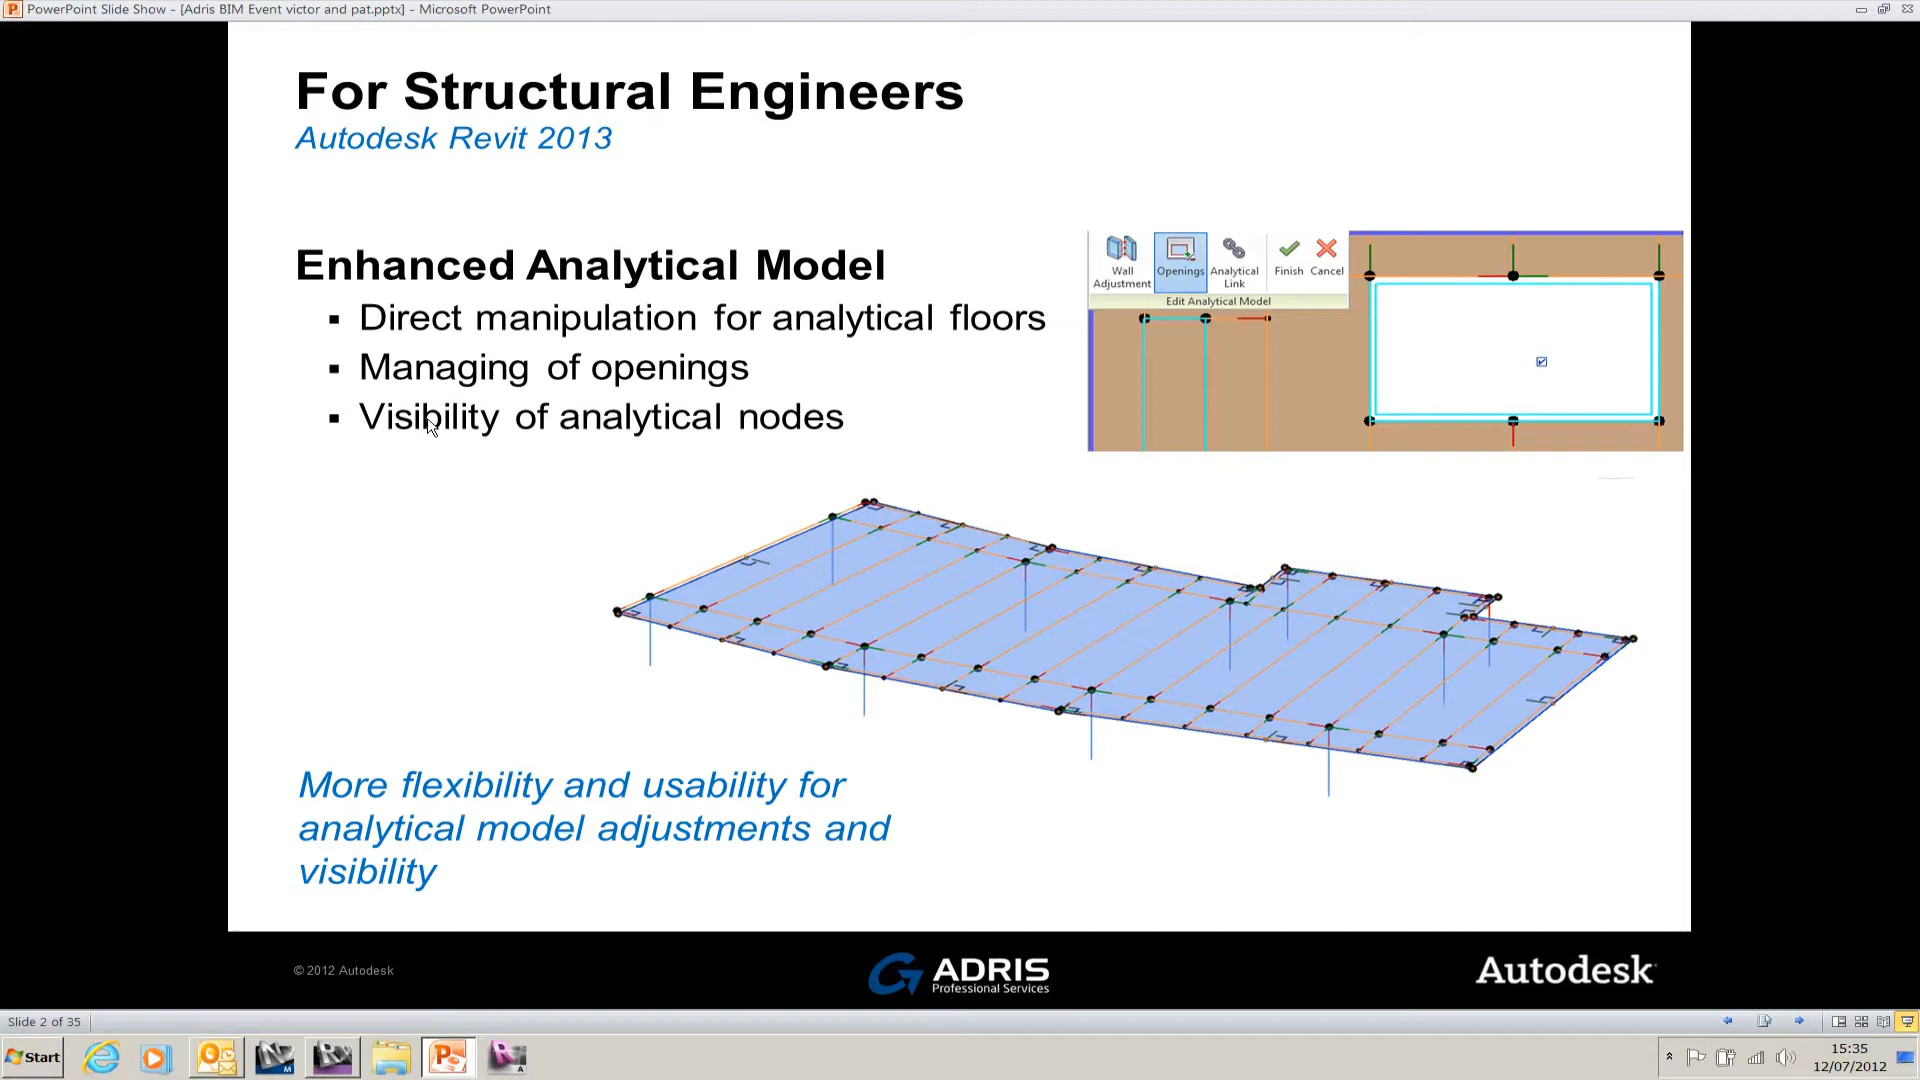 PowerPoint Slide Show - [Adris BIM Event victor and pat.pptx] - Microsoft PowerPoint
For Structural Engineers
Autodesk Revit 2013
Enhanced Analytical Model
▪ Direct manipulation for analytical floors
▪ Managing of openings
▪ Visibility of analytical nodes
Wall Adjustment
Openings
Analytical Link
Finish
Cancel
Edit Analytical Model
More flexibility and usability for
analytical model adjustments and
visibility
© 2012 Autodesk
ADRIS
Professional Services
Autodesk
Slide 2 of 35
Start
15:35
12/07/2012